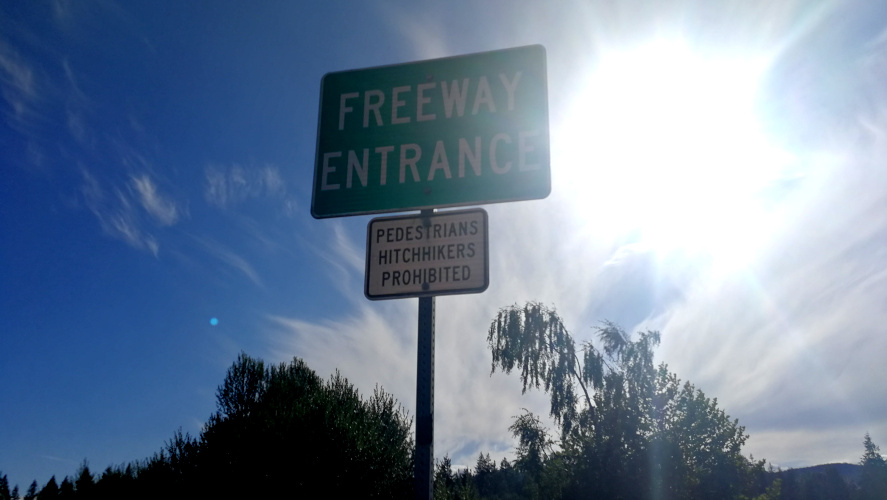 FREEWAY
ENTRANCE
PEDESTRIANS
HITCHHIKERS
PROHIBITED